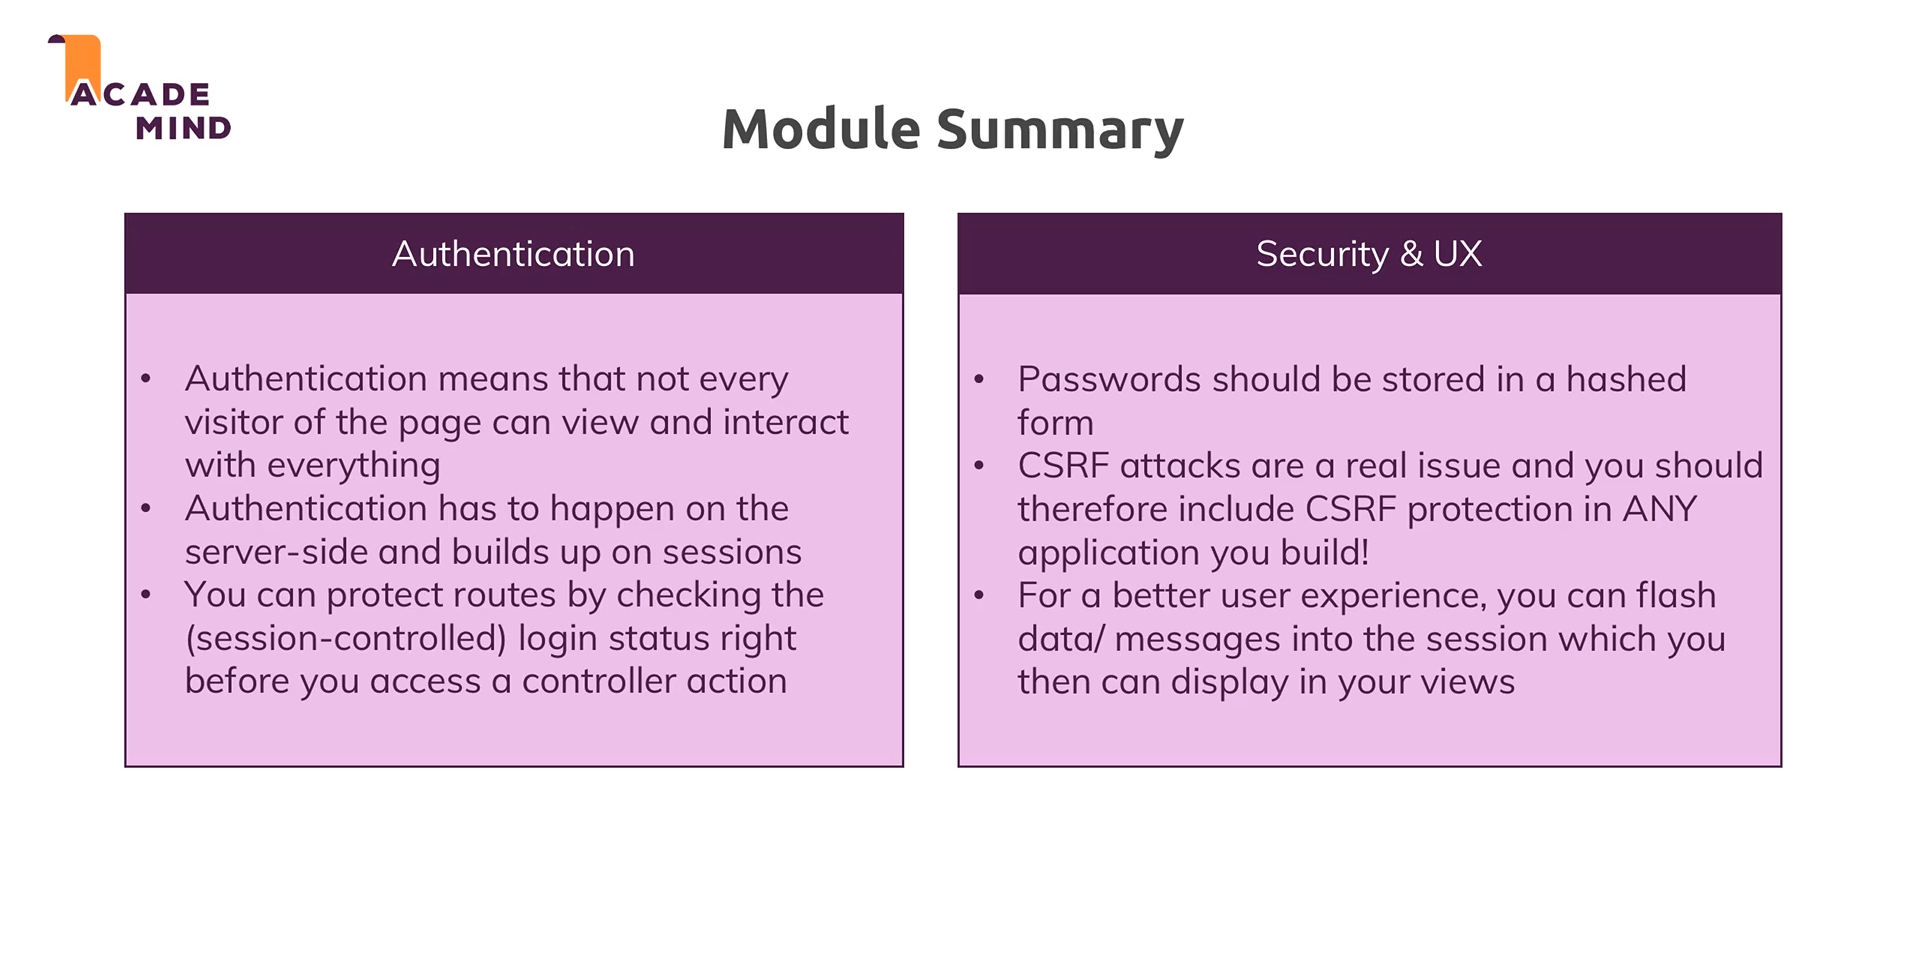 ACADE
MIND
Module Summary
Authentication
• Authentication means that not every
visitor of the page can view and interact
with everything
• Authentication has to happen on the
server-side and builds up on sessions
• You can protect routes by checking the
(session-controlled) login status right
before you access a controller action
Security & UX
• Passwords should be stored in a hashed
form
• CSRF attacks are a real issue and you should
therefore include CSRF protection in ANY
application you build!
• For a better user experience, you can flash
data/ messages into the session which you
then can display in your views